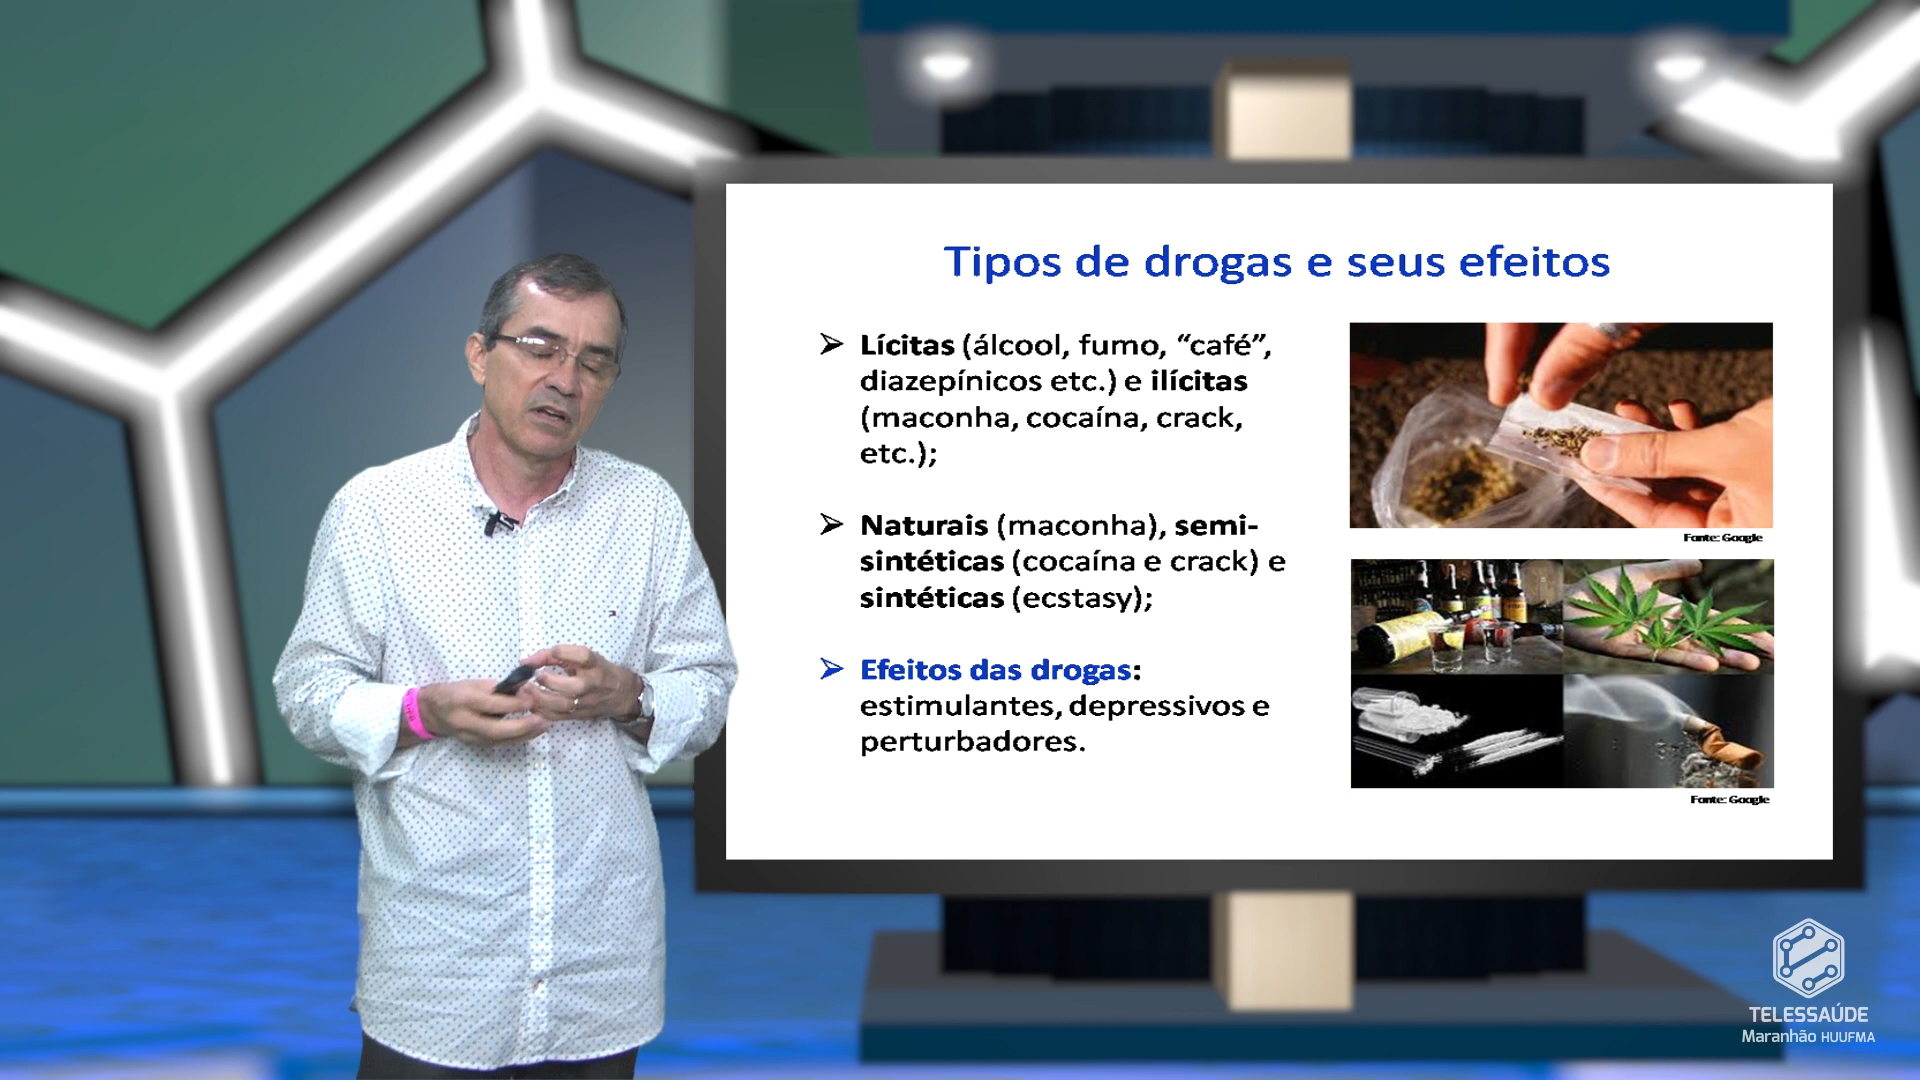 Tipos de drogas e seus efeitos
Lícitas (álcool, fumo, “café”,
diazepínicos etc.) e ilícitas
(maconha, cocaína, crack,
etc.);
Naturais (maconha), semi-
sintéticas (cocaína e crack) e
sintéticas (ecstasy);
Efeitos das drogas:
estimulantes, depressivos e
perturbadores.
Fonte: Google
Fonte: Google
TELESSAÚDE
Maranhão HUUFMA